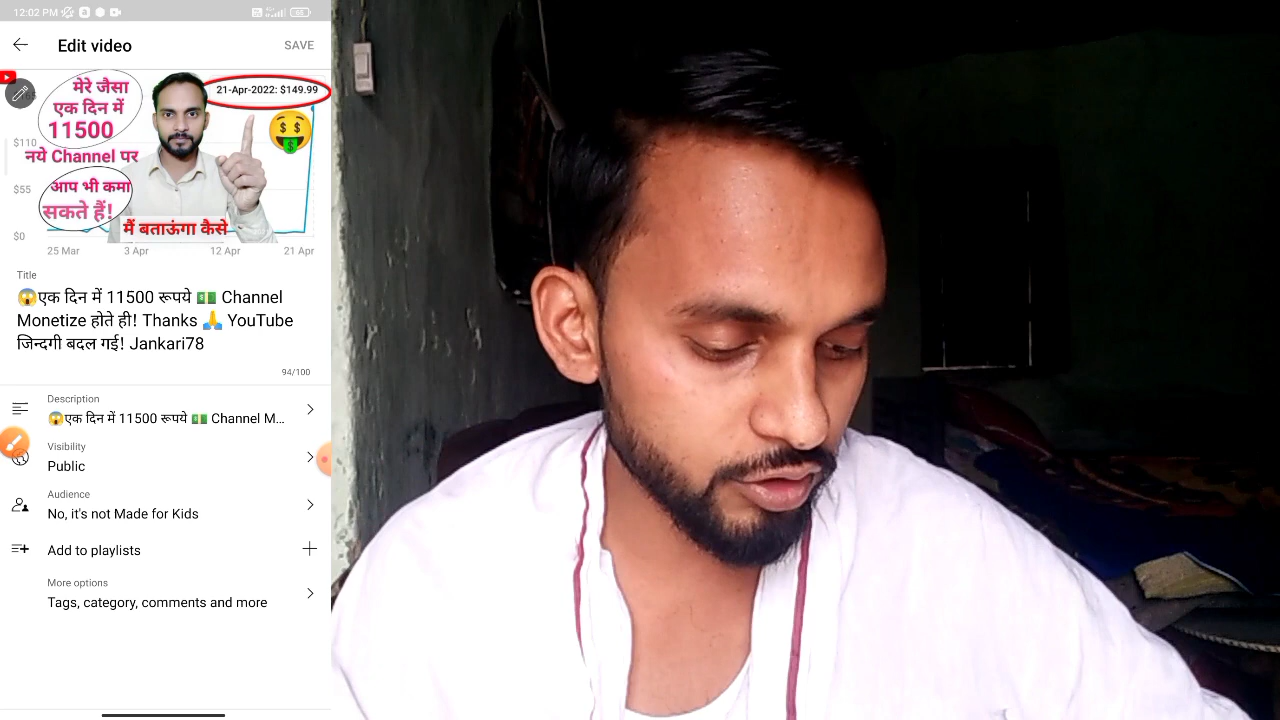 12:02 PM
Edit video
SAVE
मेरे जैसा
एक दिन में
11500
नये Channel पर
आप भी कमा
सकते हैं!
21-Apr-2022: $149.99
मैं बताऊंगा कैसे
$110
$55
$0
25 Mar 3 Apr 12 Apr 21 Apr
Title
😱एक दिन में 11500 रूपये 💵 Channel
Monetize होते ही! Thanks 🙏 YouTube
जिन्दगी बदल गई! Jankari78
94/100
Description
😱एक दिन में 11500 रूपये 💵 Channel M...
Visibility
Public
Audience
No, it's not Made for Kids
Add to playlists
More options
Tags, category, comments and more